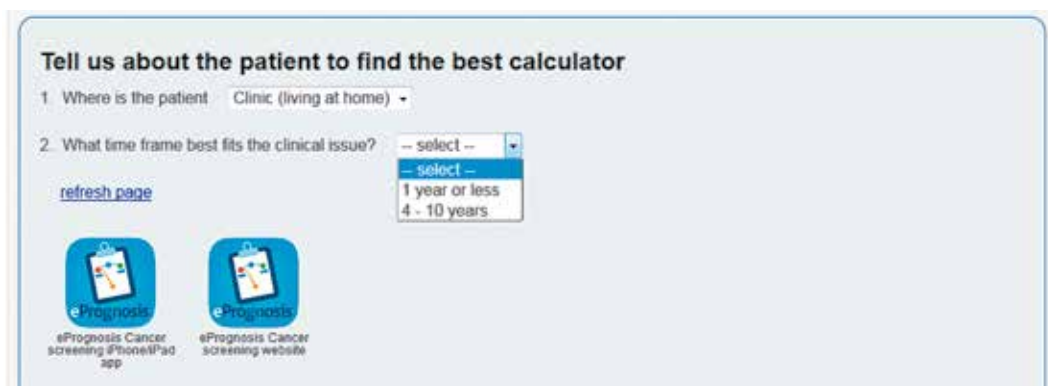 Tell us about the patient to find the best calculator
1. Where is the patient Clinic (living at home)
2. What time frame best fits the clinical issue? -- select --
-- select --
refresh page 1 year or less
4 - 10 years
ePrognosis ePrognosis
ePrognosis Cancer ePrognosis Cancer
screening iPhone/iPad screening website
app